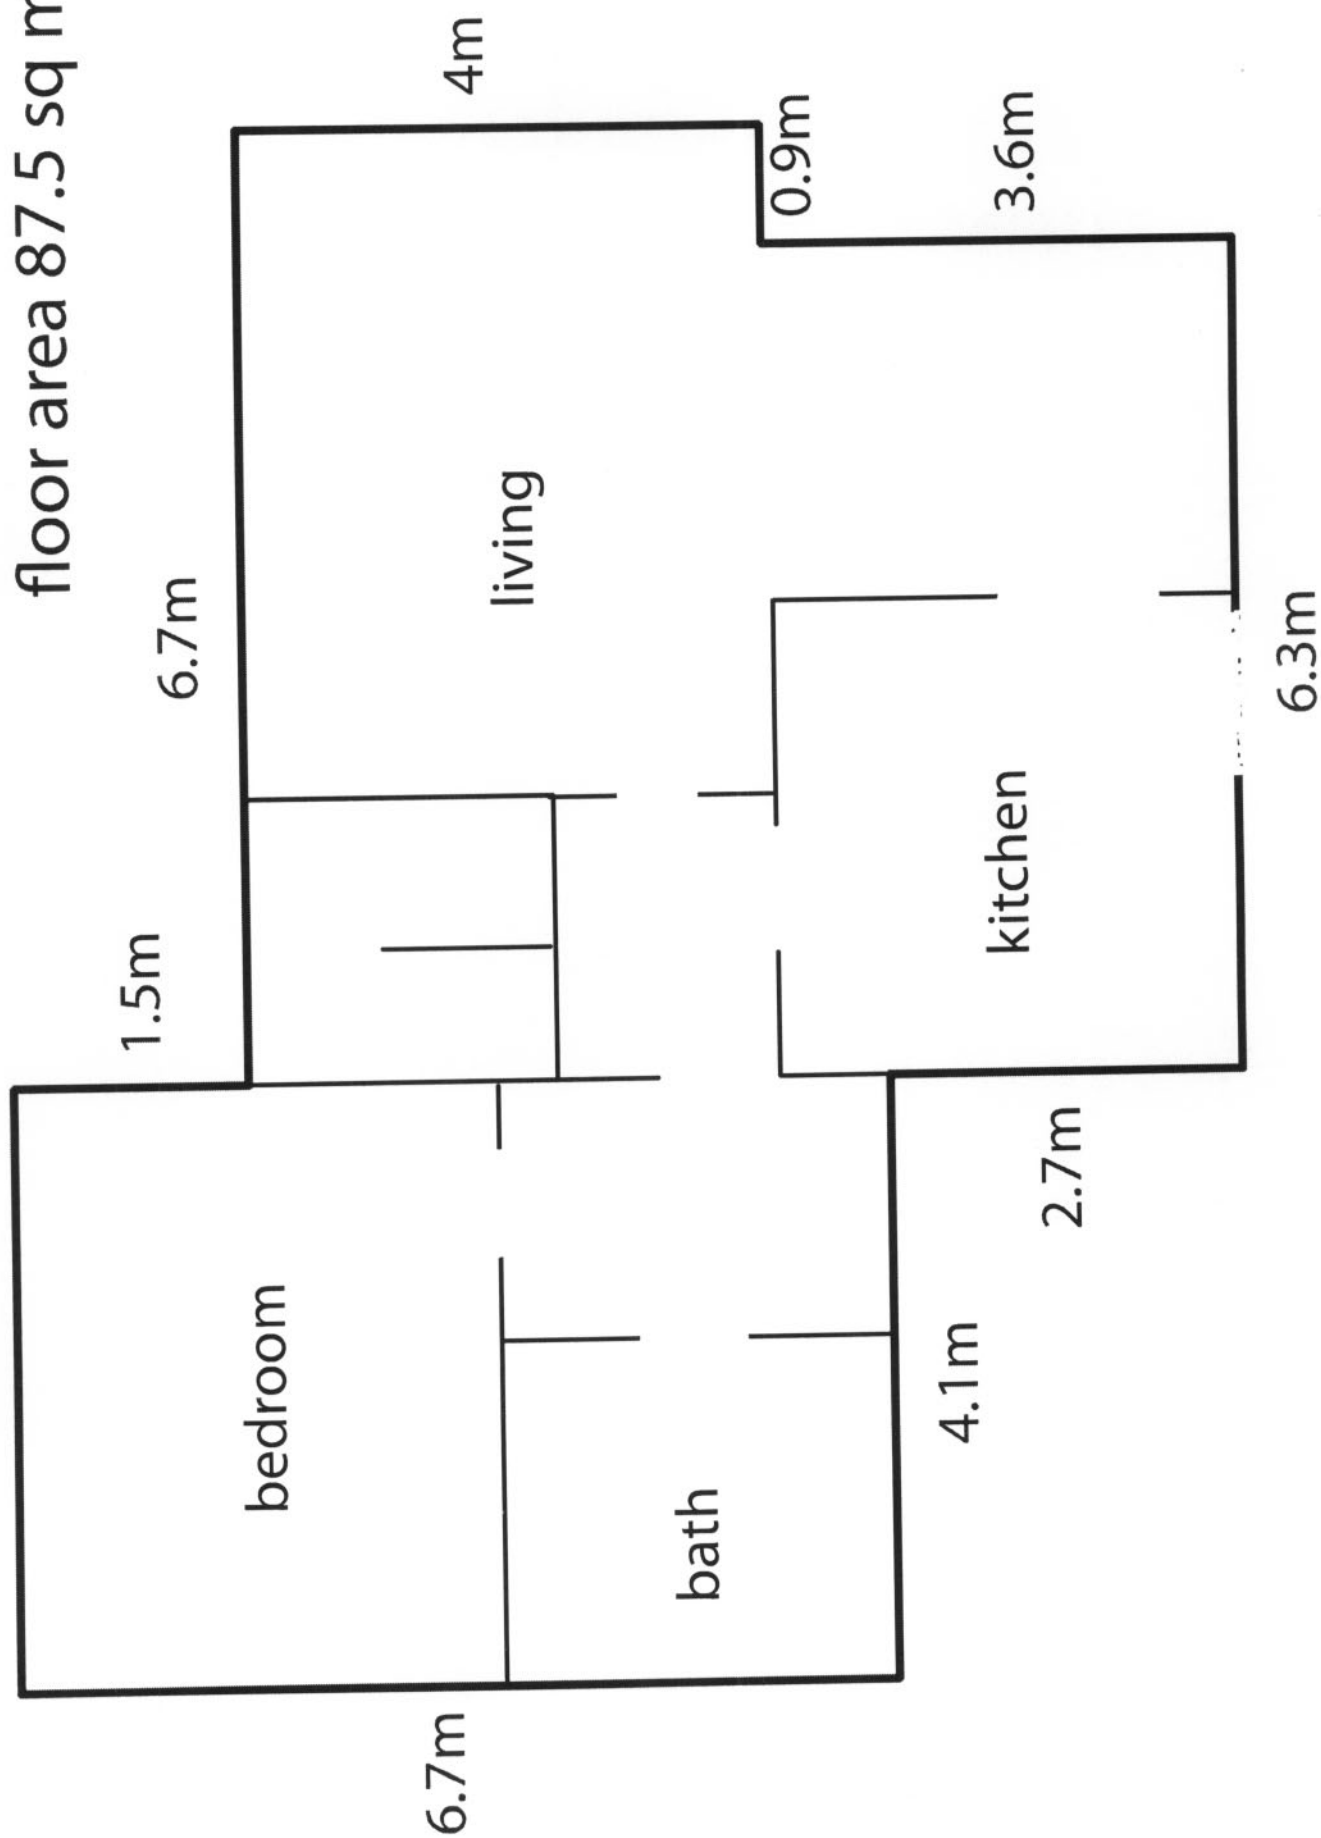 floor area 87.5 sq m
4m
6.7m
0.9m
3.6m
living
1.5m
6.3m
kitchen
bedroom
2.7m
4.1m
bath
6.7m